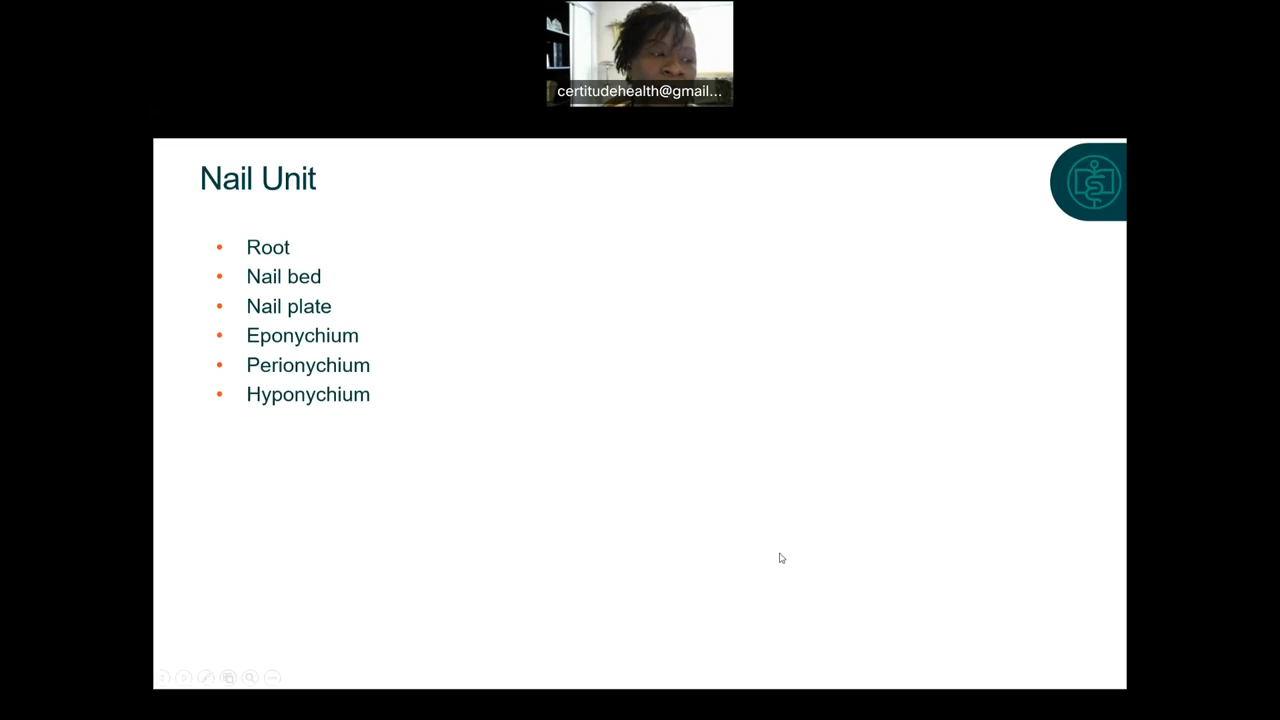 certitudehealth@gmail...
Nail Unit
• Root
• Nail bed
• Nail plate
• Eponychium
• Perionychium
• Hyponychium